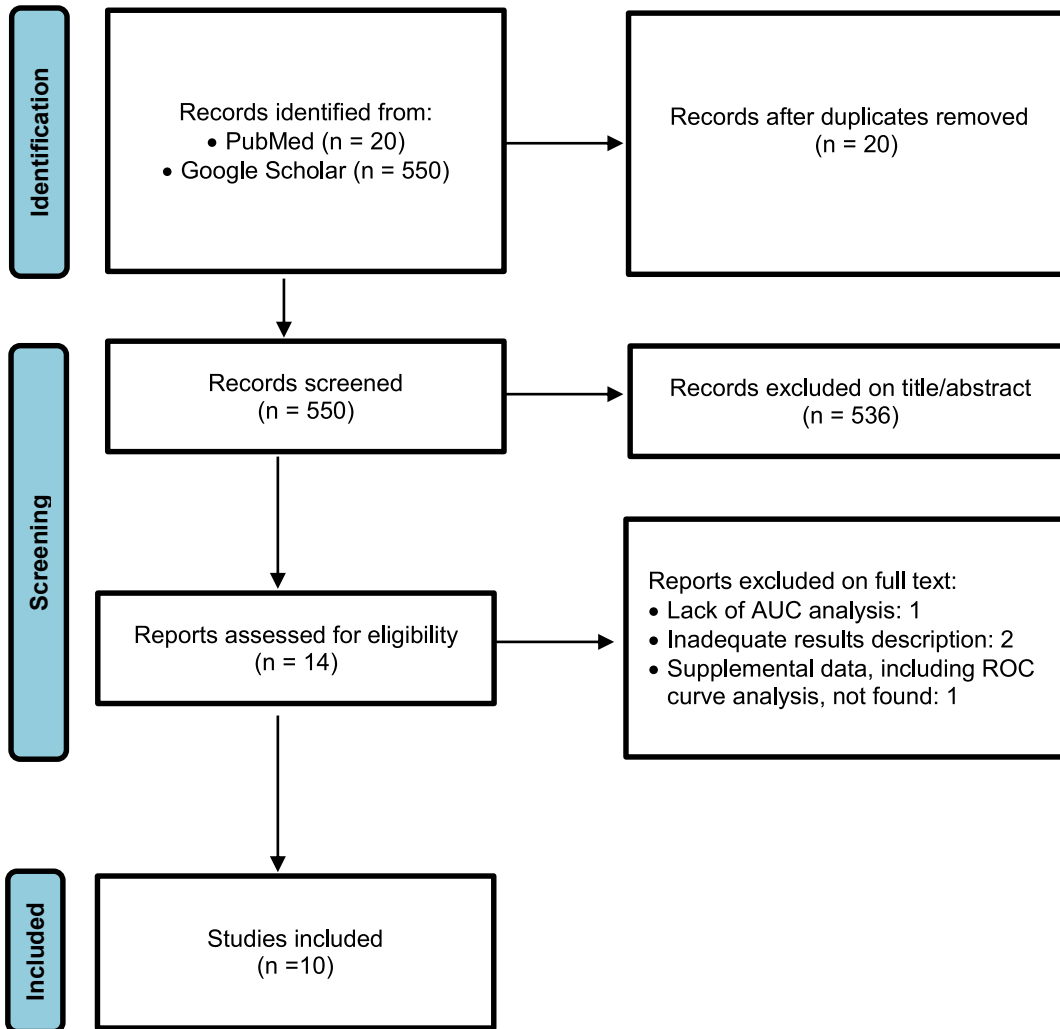 Identification
Records identified from:
• PubMed (n = 20)
• Google Scholar (n = 550)
Records after duplicates removed
(n = 20)
Screening
Records screened
(n = 550)
Records excluded on title/abstract
(n = 536)
Reports assessed for eligibility
(n = 14)
Reports excluded on full text:
• Lack of AUC analysis: 1
• Inadequate results description: 2
• Supplemental data, including ROC
curve analysis, not found: 1
Included
Studies included
(n =10)